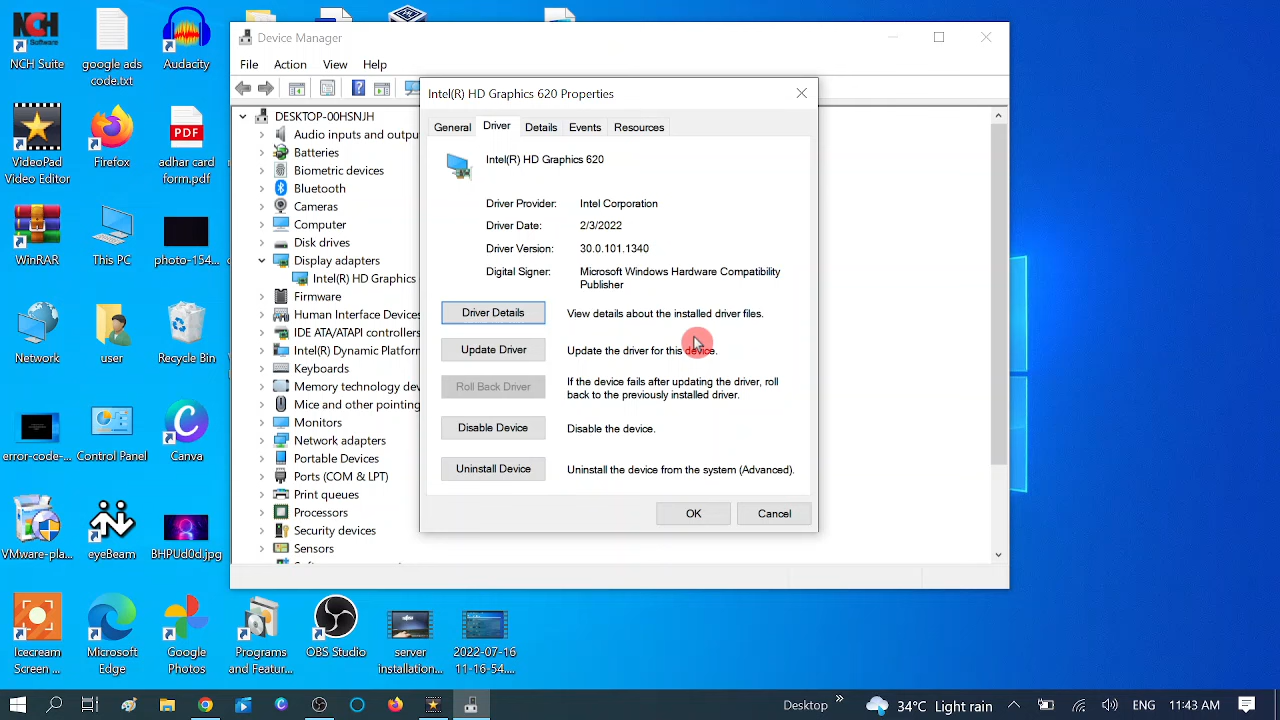 NCH
Software
NCH Suite
google ads
code.txt
Audacity
VideoPad
Video Editor
Firefox
PDF
adhar card
form.pdf
WinRAR
This PC
photo-154...
Network
user
Recycle Bin
error-code-...
Control Panel
Canva
VMware-pla...
eyeBeam
BHPUd0d.jpg
Icecream
Screen ...
Microsoft
Edge
Google
Photos
Programs
and Featur...
OBS Studio
server
installation...
2022-07-16
11-16-54....
Device Manager
File Action View Help
DESKTOP-00HSNJH
Audio inputs and outpu
Batteries
Biometric devices
Bluetooth
Cameras
Computer
Disk drives
Display adapters
Intel(R) HD Graphics
Firmware
Human Interface Devices
IDE ATA/ATAPI controllers
Intel(R) Dynamic Platform
Keyboards
Memory technology dev
Mice and other pointing
Monitors
Network adapters
Portable Devices
Ports (COM & LPT)
Print queues
Processors
Security devices
Sensors
Intel(R) HD Graphics 620 Properties
General Driver Details Events Resources
Intel(R) HD Graphics 620
Driver Provider: Intel Corporation
Driver Date: 2/3/2022
Driver Version: 30.0.101.1340
Digital Signer: Microsoft Windows Hardware Compatibility
Publisher
Driver Details View details about the installed driver files.
Update Driver Update the driver for this device.
Roll Back Driver If the device fails after updating the driver, roll
back to the previously installed driver.
Disable Device Disable the device.
Uninstall Device Uninstall the device from the system (Advanced).
OK Cancel
Desktop 34°C Light rain ENG 11:43 AM